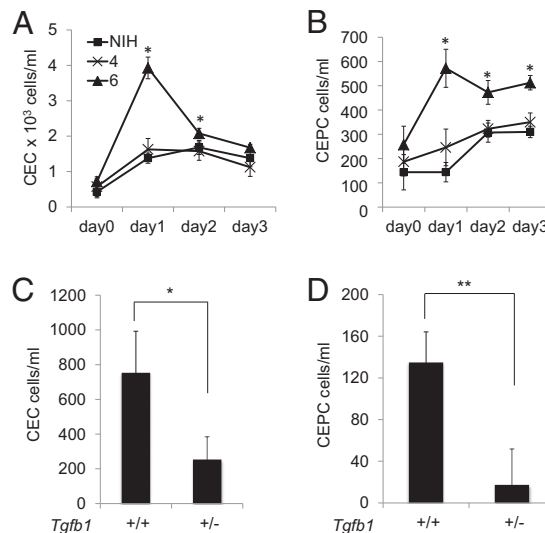 A
B
NIH
4
6
CEC x 10³ cells/ml
5
4
3
2
1
0
*
*
day0 day1 day2 day3
CEPC cells/ml
700
600
500
400
300
200
100
0
*
*
*
day0 day1 day2 day3
C
D
CEC cells/ml
1200
1000
800
600
400
200
0
*
Tgfb1 +/+ +/-
CEPC cells/ml
200
160
120
80
40
0
**
Tgfb1 +/+ +/-